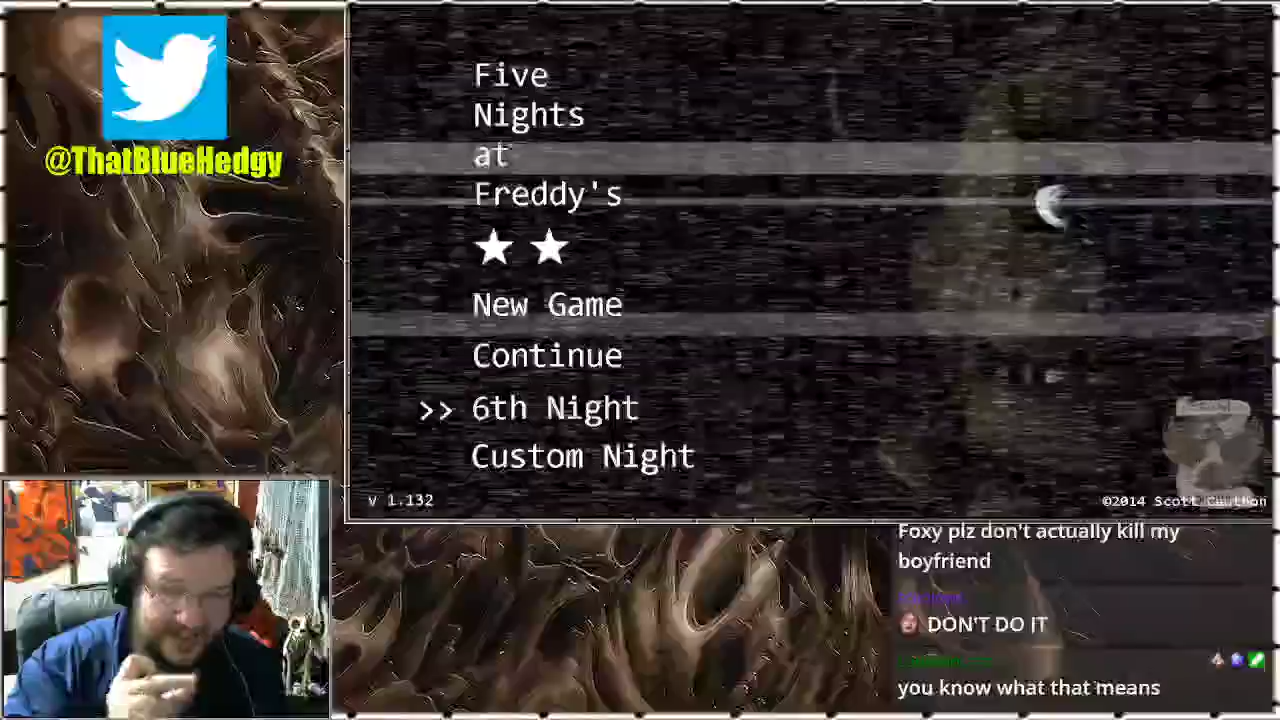 @ThatBlueHedgy
Five
Nights
at
Freddy's
New Game
Continue
>> 6th Night
Custom Night
v 1.132
©2014 Scott Cawthon
Foxy plz don't actually kill my
boyfriend
DON'T DO IT
you know what that means